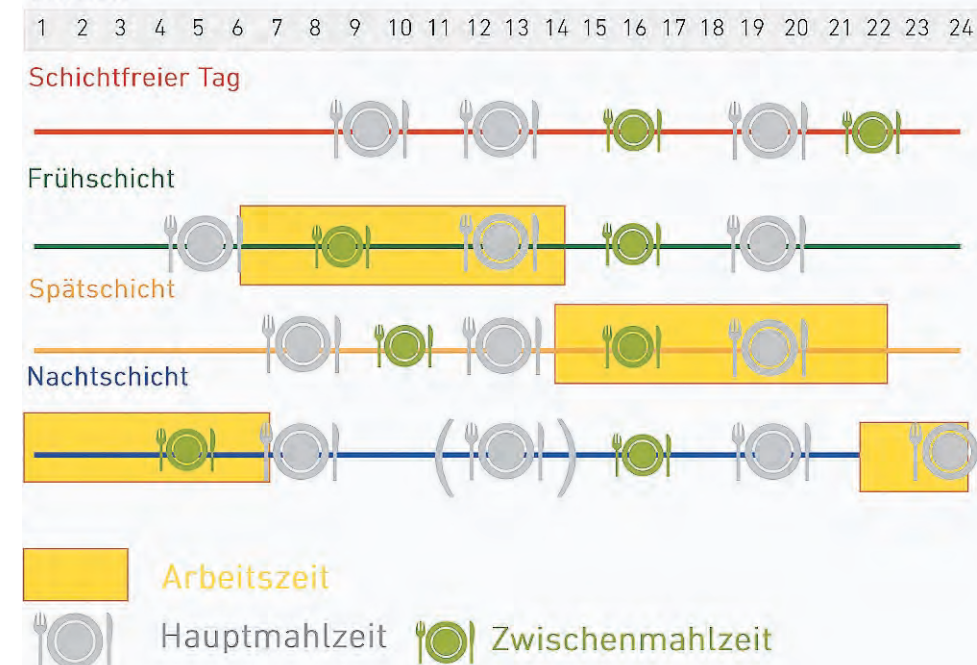 1 2 3 4 5 6 7 8 9 10 11 12 13 14 15 16 17 18 19 20 21 22 23 24
Schichtfreier Tag
Frühschicht
Spätschicht
Nachtschicht
Arbeitszeit
Hauptmahlzeit Zwischenmahlzeit